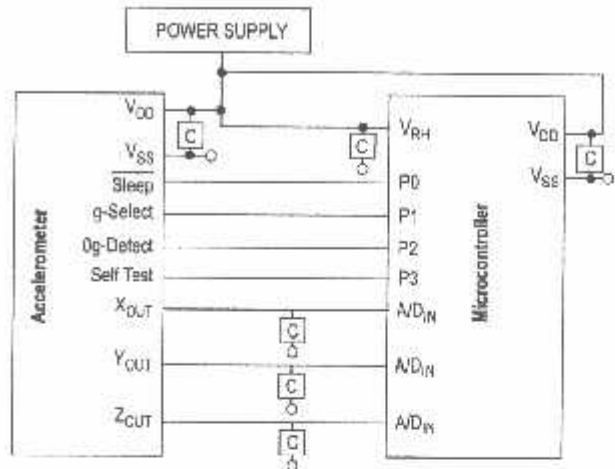 POWER SUPPLY
Accelerometer
VDD
C
VSS
Sleep
g-Select
0g-Detect
Self Test
XOUT
YOUT
ZCUT
C
VRH
P0
P1
P2
P3
A/DIN
A/DIN
A/DIN
C
C
C
Microcontroller
VDD
C
VSS